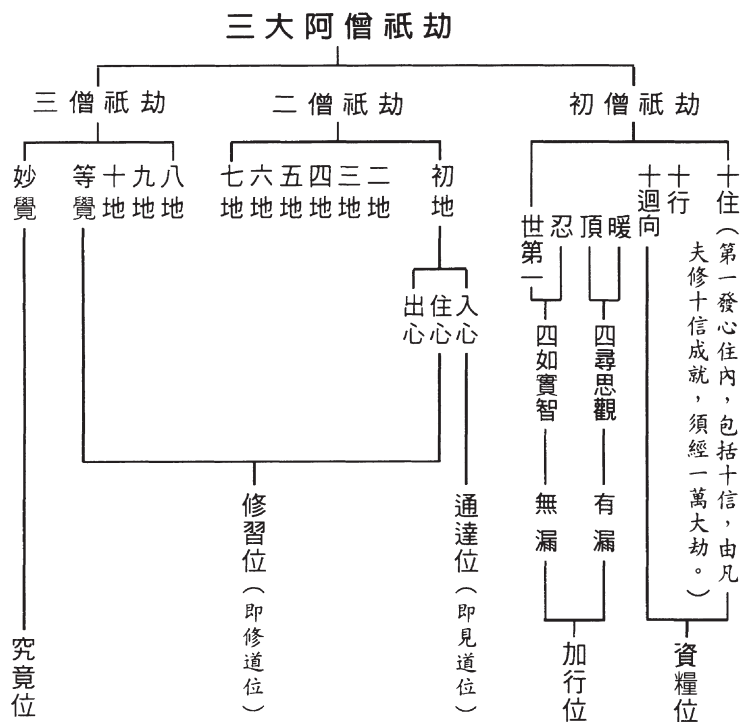 三大阿僧祇劫
初僧祇劫
二僧祇劫
三僧祇劫
十住（第一發心住內，包括十信，由凡
夫修十信成就，須經一萬大劫。）
十行
十迴向
暖
頂
忍
世第一
初地
二地
三地
四地
五地
六地
七地
八地
九地
十地
等覺
妙覺
入心
住心
出心
四尋思觀
四如實智
有漏
無漏
通達位（即見道位）
修習位（即修道位）
資糧位
加行位
究竟位